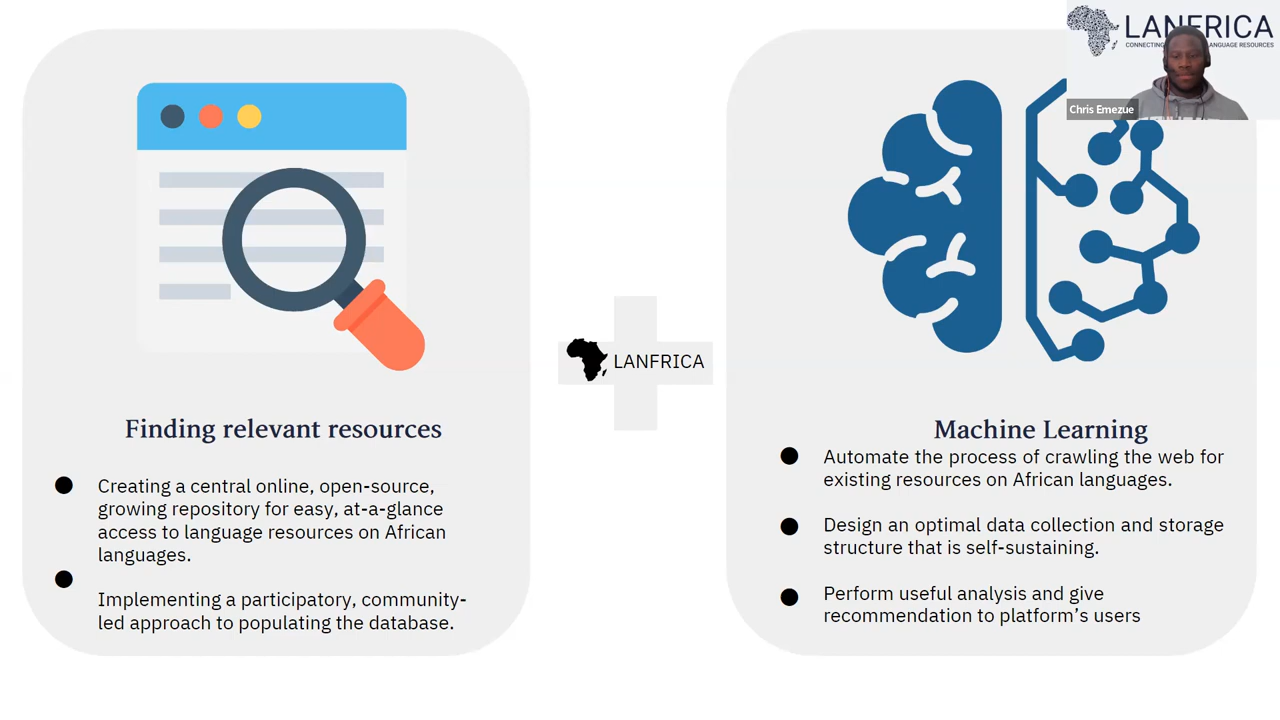 LANFRICA
CONNECTING LANGUAGE RESOURCES
Chris Emezue
LANFRICA
Finding relevant resources
Creating a central online, open-source,
growing repository for easy, at-a-glance
access to language resources on African
languages.
Implementing a participatory, community-
led approach to populating the database.
Machine Learning
Automate the process of crawling the web for
existing resources on African languages.
Design an optimal data collection and storage
structure that is self-sustaining.
Perform useful analysis and give
recommendation to platform's users